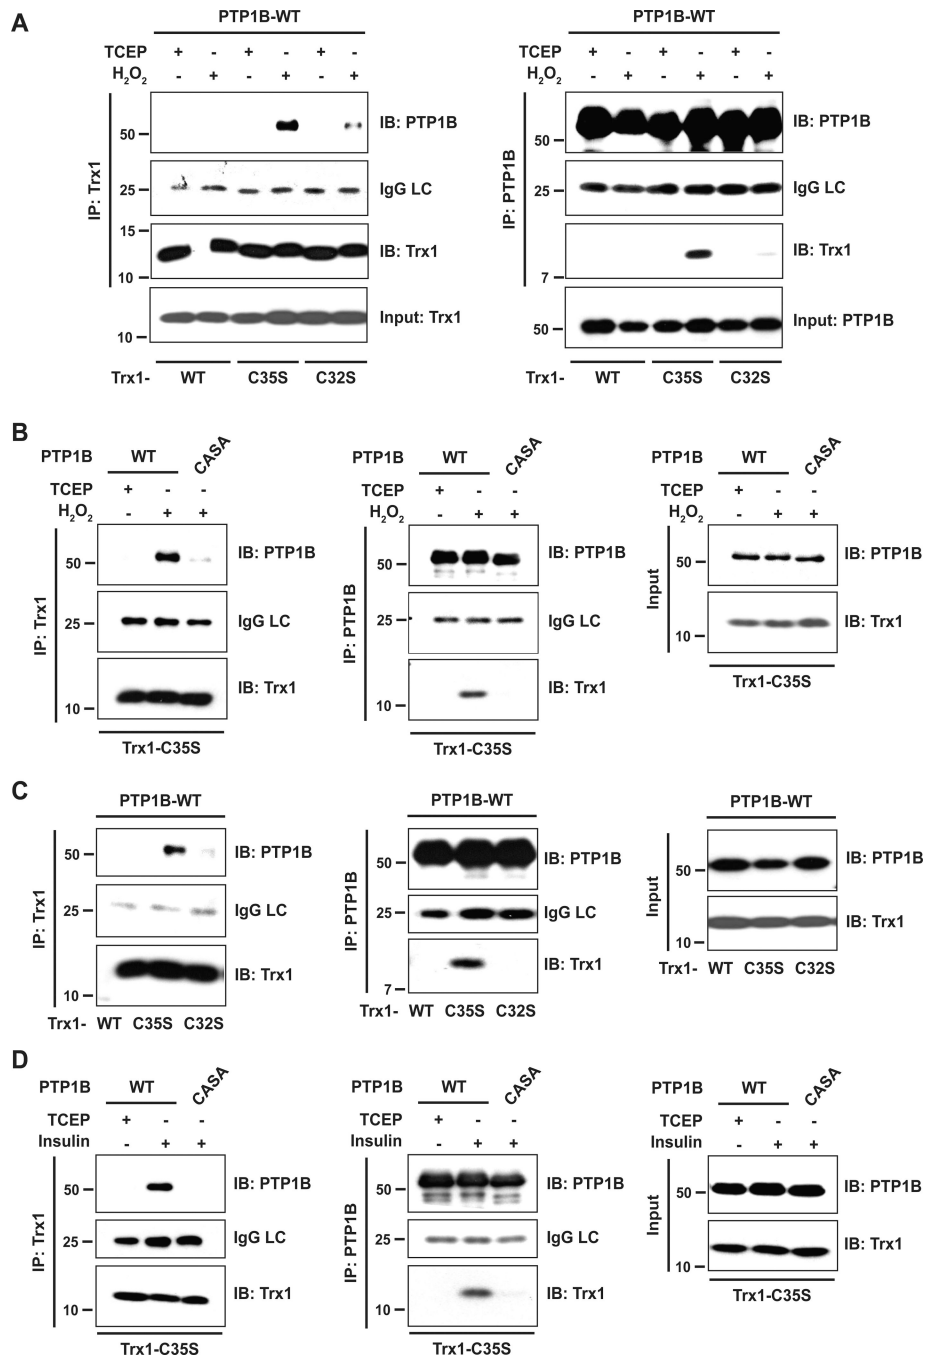 A
PTP1B-WT
TCEP + - + - + -
H2O2 - + - + - +
IP: Trx1
50
IB: PTP1B
25
IgG LC
15
IB: Trx1
10
10
Input: Trx1
Trx1- WT C35S C32S
PTP1B-WT
TCEP + - + - + -
H2O2 - + - + - +
IP: PTP1B
50
IB: PTP1B
25
IgG LC
IB: Trx1
7
50
Input: PTP1B
Trx1- WT C35S C32S
B
PTP1B WT CASA
TCEP + - -
H2O2 - + +
IP: Trx1
50
IB: PTP1B
25
IgG LC
IB: Trx1
10
Trx1-C35S
PTP1B WT CASA
TCEP + - -
H2O2 - + +
IP: PTP1B
50
IB: PTP1B
25
IgG LC
IB: Trx1
10
Trx1-C35S
PTP1B WT CASA
TCEP + - -
H2O2 - + +
Input
50
IB: PTP1B
IB: Trx1
10
Trx1-C35S
C
PTP1B-WT
IP: Trx1
50
IB: PTP1B
25
IgG LC
IB: Trx1
10
Trx1- WT C35S C32S
PTP1B-WT
IP: PTP1B
50
IB: PTP1B
25
IgG LC
IB: Trx1
7
Trx1- WT C35S C32S
PTP1B-WT
Input
50
IB: PTP1B
IB: Trx1
10
Trx1- WT C35S C32S
D
PTP1B WT CASA
TCEP + - -
Insulin - + +
IP: Trx1
50
IB: PTP1B
25
IgG LC
IB: Trx1
10
Trx1-C35S
PTP1B WT CASA
TCEP + - -
Insulin - + +
IP: PTP1B
50
IB: PTP1B
25
IgG LC
IB: Trx1
10
Trx1-C35S
PTP1B WT CASA
TCEP + - -
Insulin - + +
Input
50
IB: PTP1B
IB: Trx1
10
Trx1-C35S